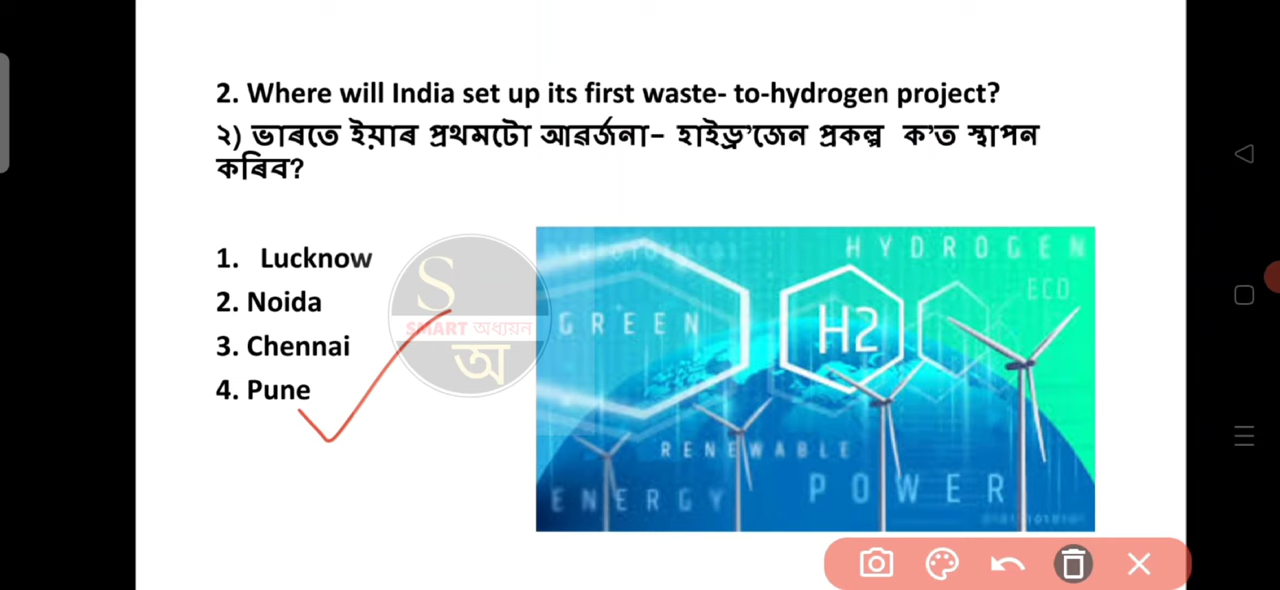 2. Where will India set up its first waste- to-hydrogen project?
২) ভাৰতে ইয়াৰ প্ৰথমটো আৱৰ্জনা– হাইড্ৰ’জেন প্ৰকল্প ক’ত স্থাপন
কৰিব?
1. Lucknow
2. Noida
3. Chennai
4. Pune
S
SMART অধ্যয়ন
অ
HYDROGEN
ECO
GREEN
H2
RENEWABLE
ENERGY
POWER